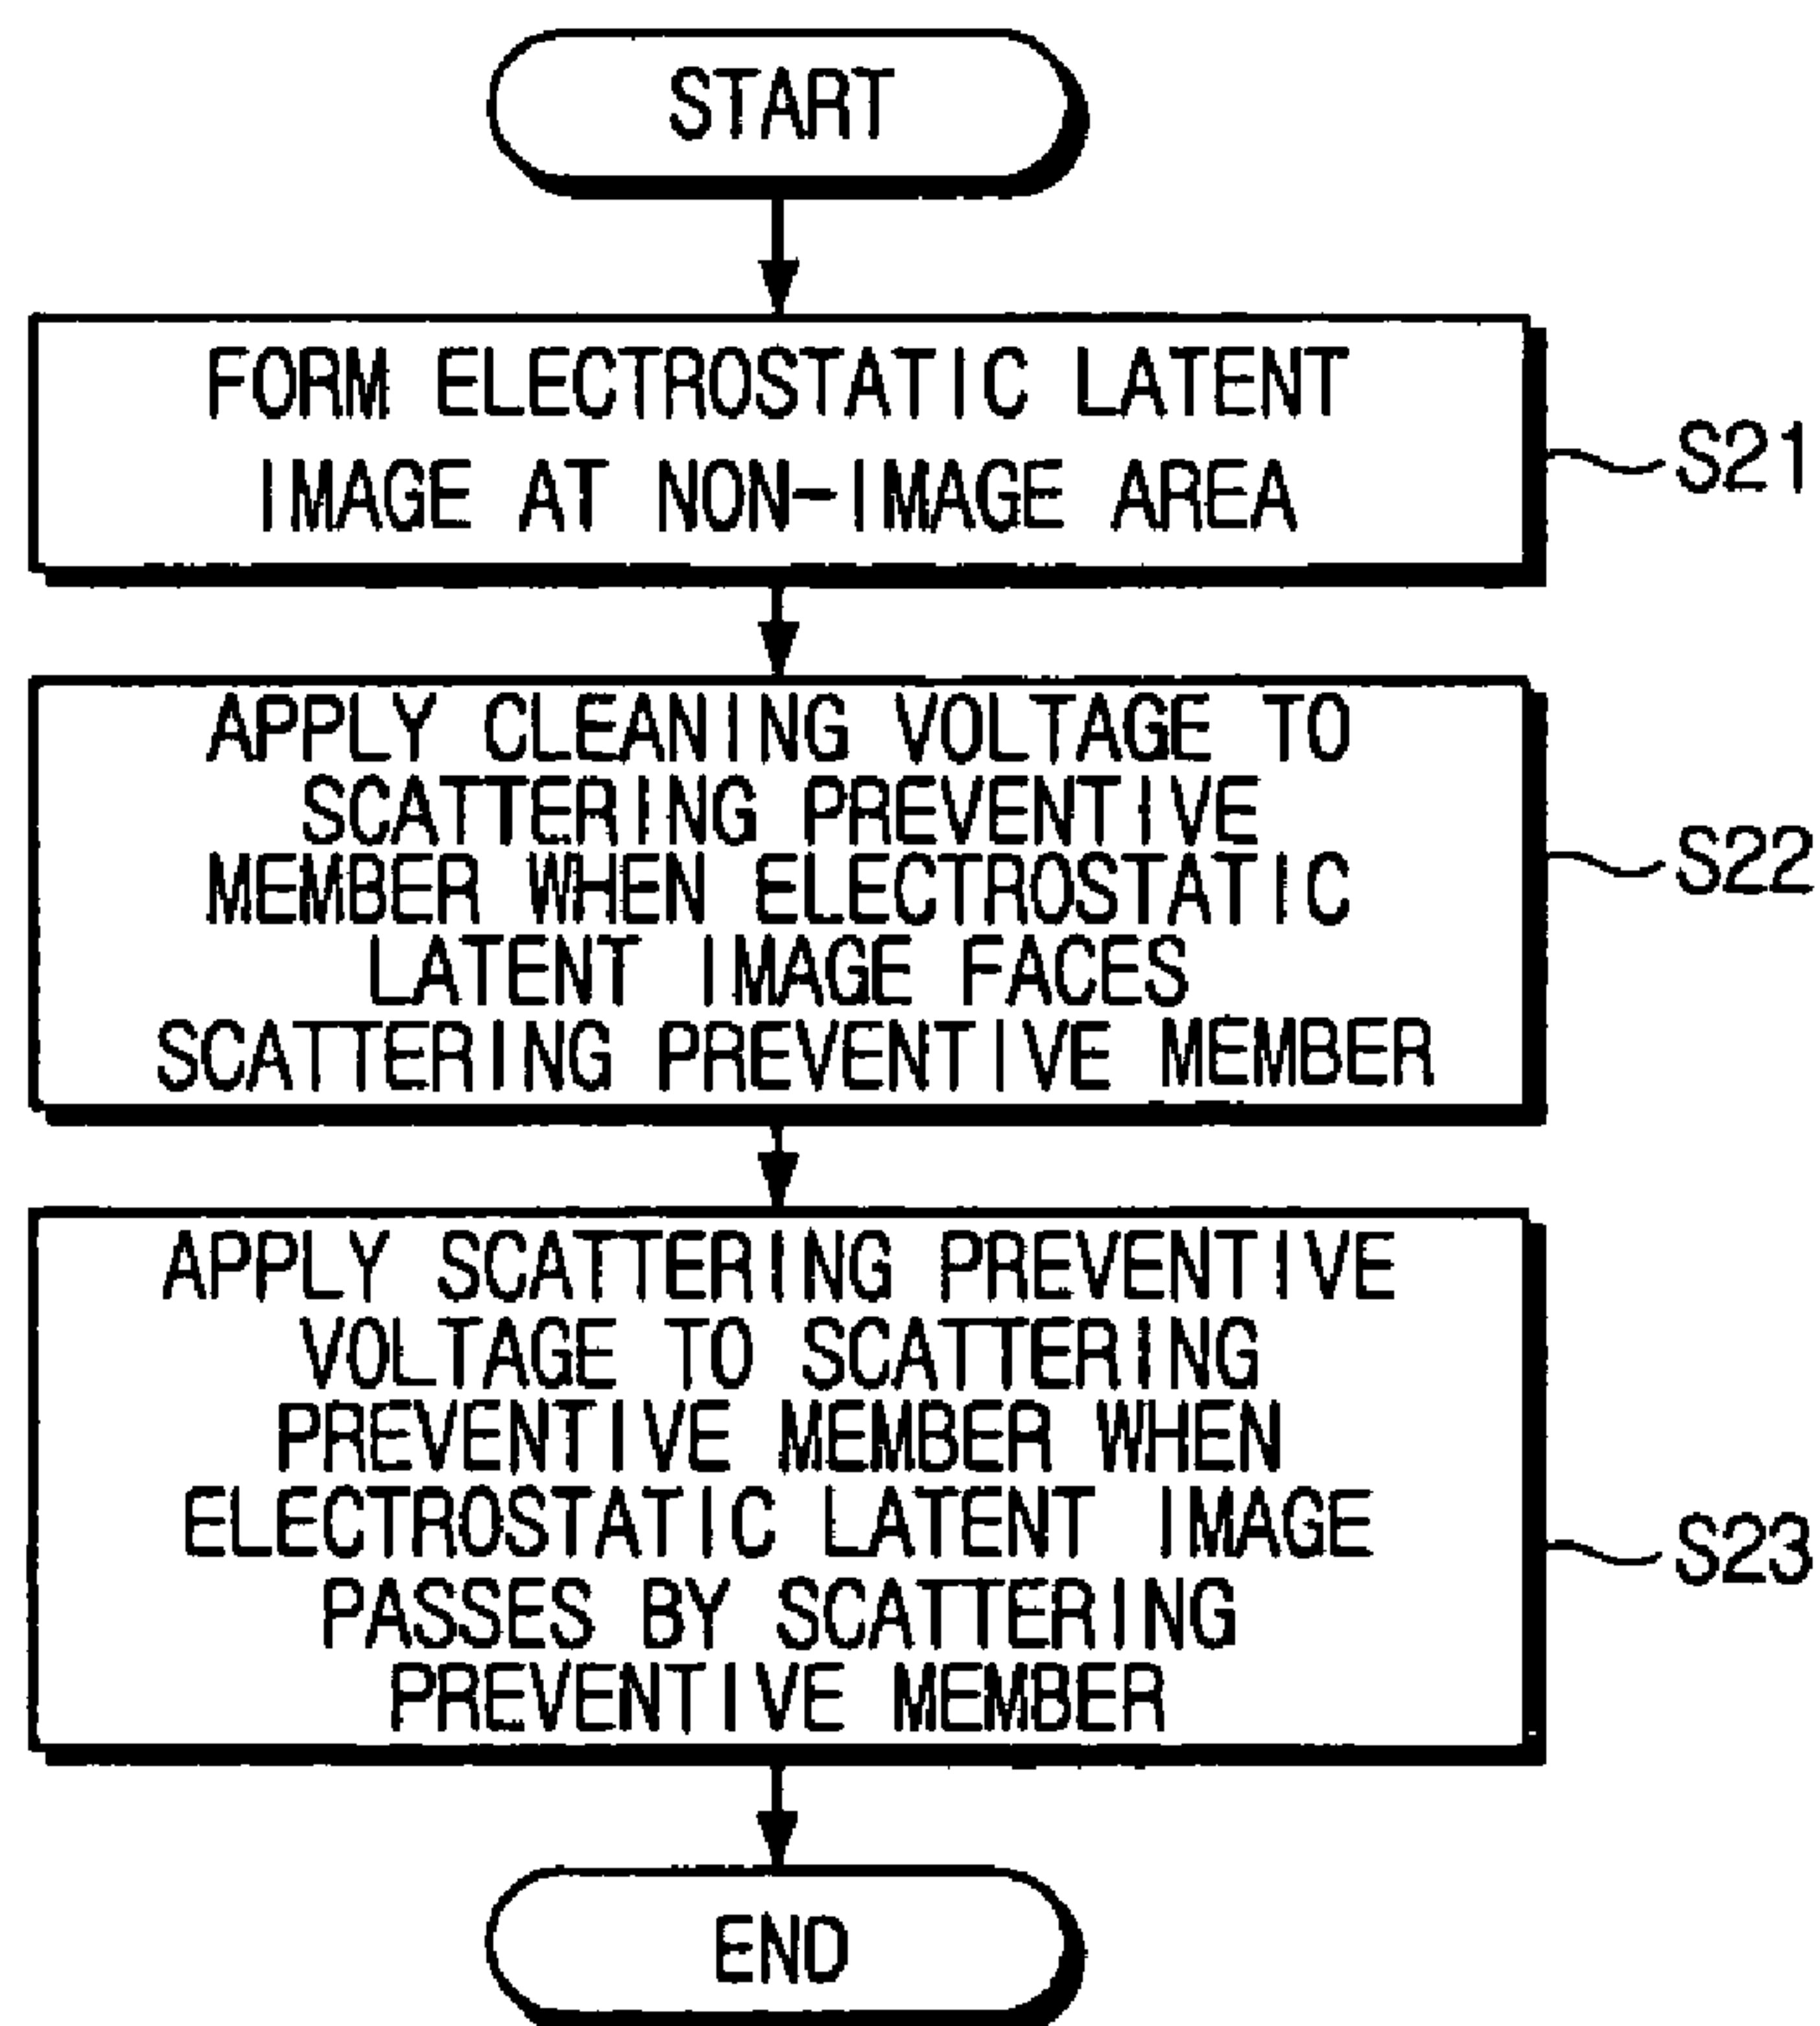 START
FORM ELECTROSTATIC LATENT
IMAGE AT NON-IMAGE AREA
S21
APPLY CLEANING VOLTAGE TO
SCATTERING PREVENTIVE
MEMBER WHEN ELECTROSTATIC
LATENT IMAGE FACES
SCATTERING PREVENTIVE MEMBER
S22
APPLY SCATTERING PREVENTIVE
VOLTAGE TO SCATTERING
PREVENTIVE MEMBER WHEN
ELECTROSTATIC LATENT IMAGE
PASSES BY SCATTERING
PREVENTIVE MEMBER
S23
END